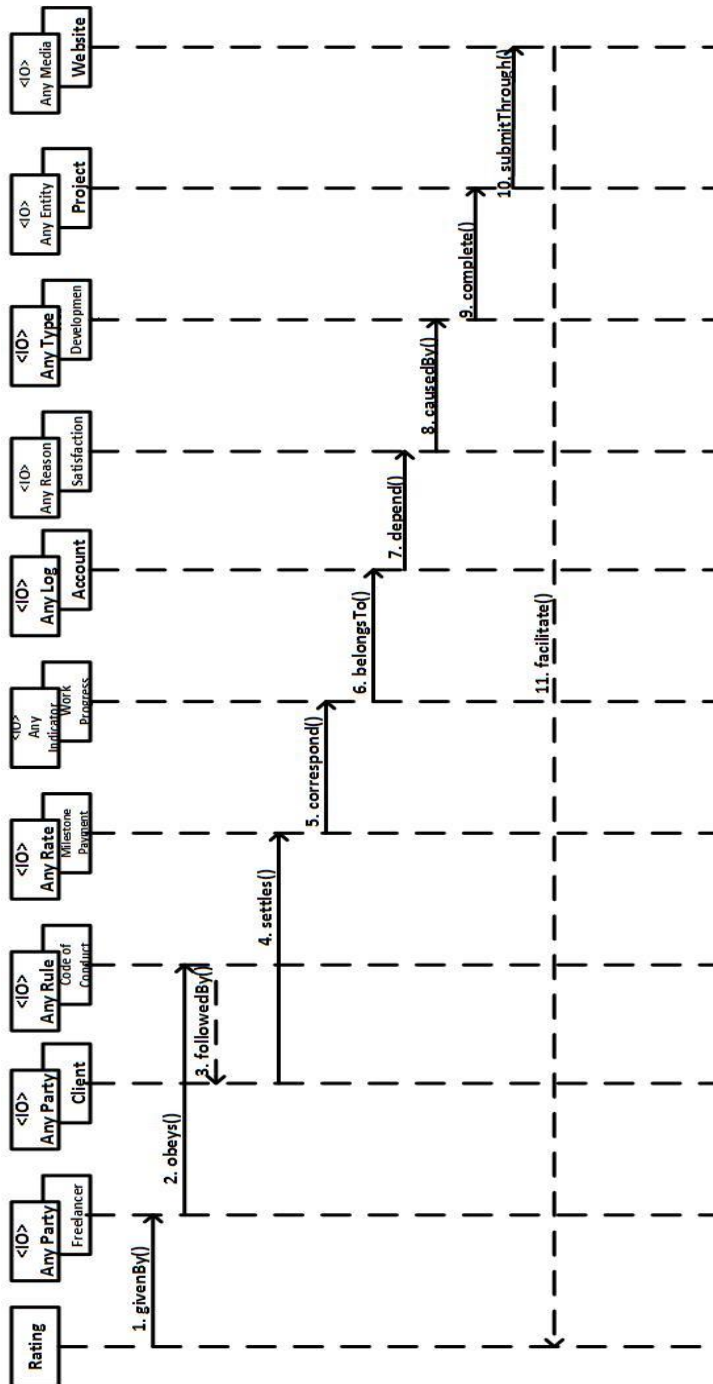 Rating
<IO>
Any Party
Freelancer
<IO>
Any Party
Client
<IO>
Any Rule
Code of
Conduct
<IO>
Any Rate
Milestone
Payment
<IO>
Any
Indicator
Work
Progress
<IO>
Any Log
Account
<IO>
Any Reason
Satisfaction
<IO>
Any Type
Developmen
<IO>
Any Entity
Project
<IO>
Any Media
Website
1. givenBy()
2. obeys()
3. followedBy()
4. settles()
5. correspond()
6. belongsTo()
7. depend()
8. causedBy()
9. complete()
10. submitThrough()
11. facilitate()